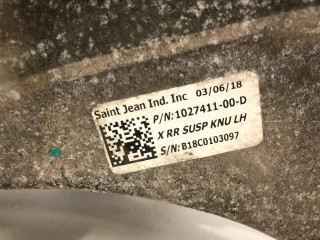 Saint Jean Ind. Inc 03/06/18
P/N:1027411-00-D
X RR SUSP KNU LH
S/N:B18C0103097